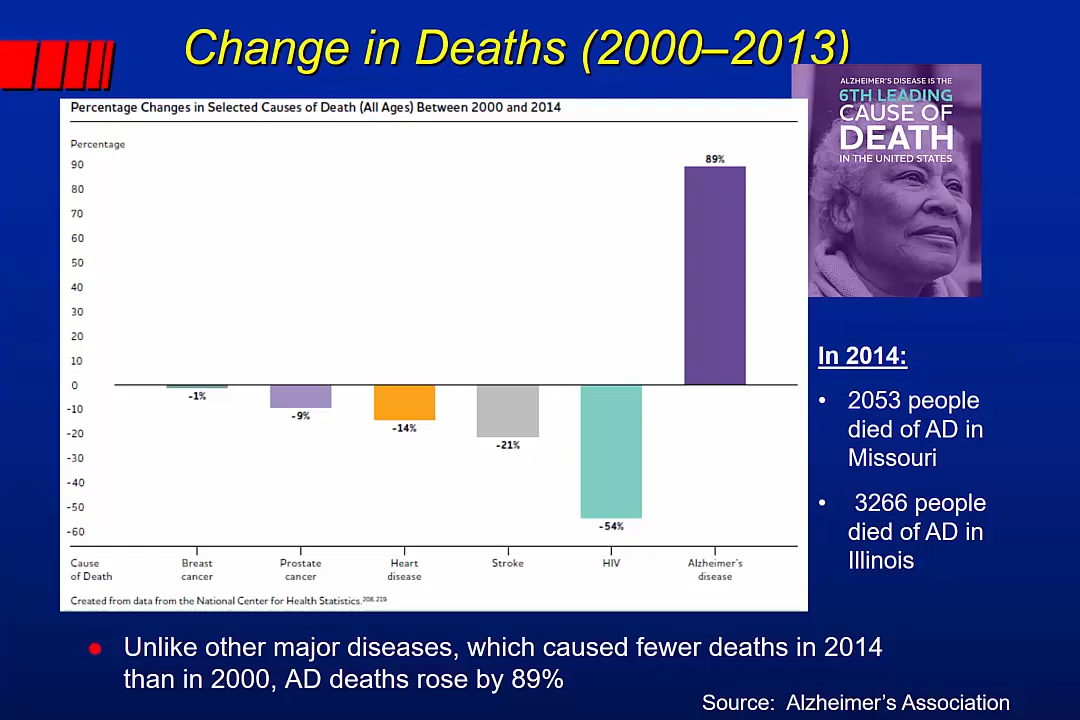 Change in Deaths (2000–2013)
ALZHEIMER'S DISEASE IS THE
6TH LEADING
CAUSE OF
DEATH
IN THE UNITED STATES
Percentage Changes in Selected Causes of Death (All Ages) Between 2000 and 2014
Percentage
90
80
70
60
50
40
30
20
10
0
-10
-20
-30
-40
-50
-60
-1%
-9%
-14%
-21%
-54%
89%
Cause
of Death
Breast
cancer
Prostate
cancer
Heart
disease
Stroke
HIV
Alzheimer's
disease
Created from data from the National Center for Health Statistics.208, 219
In 2014:
• 2053 people
died of AD in
Missouri
• 3266 people
died of AD in
Illinois
Unlike other major diseases, which caused fewer deaths in 2014
than in 2000, AD deaths rose by 89%
Source: Alzheimer's Association